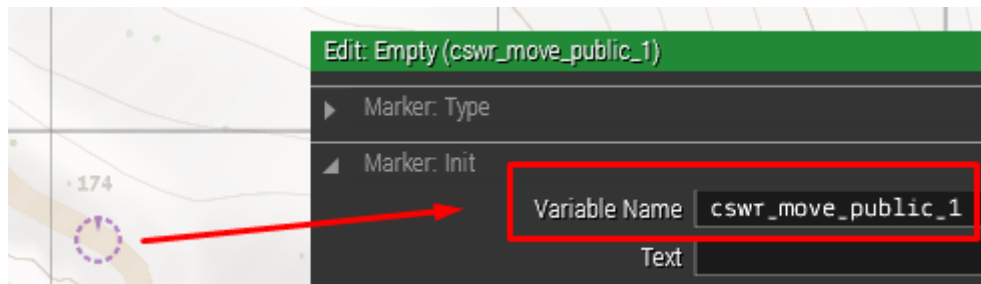 Edit: Empty (cswr_move_public_1)
Marker: Type
Marker: Init
174
Variable Name cswr_move_public_1
Text